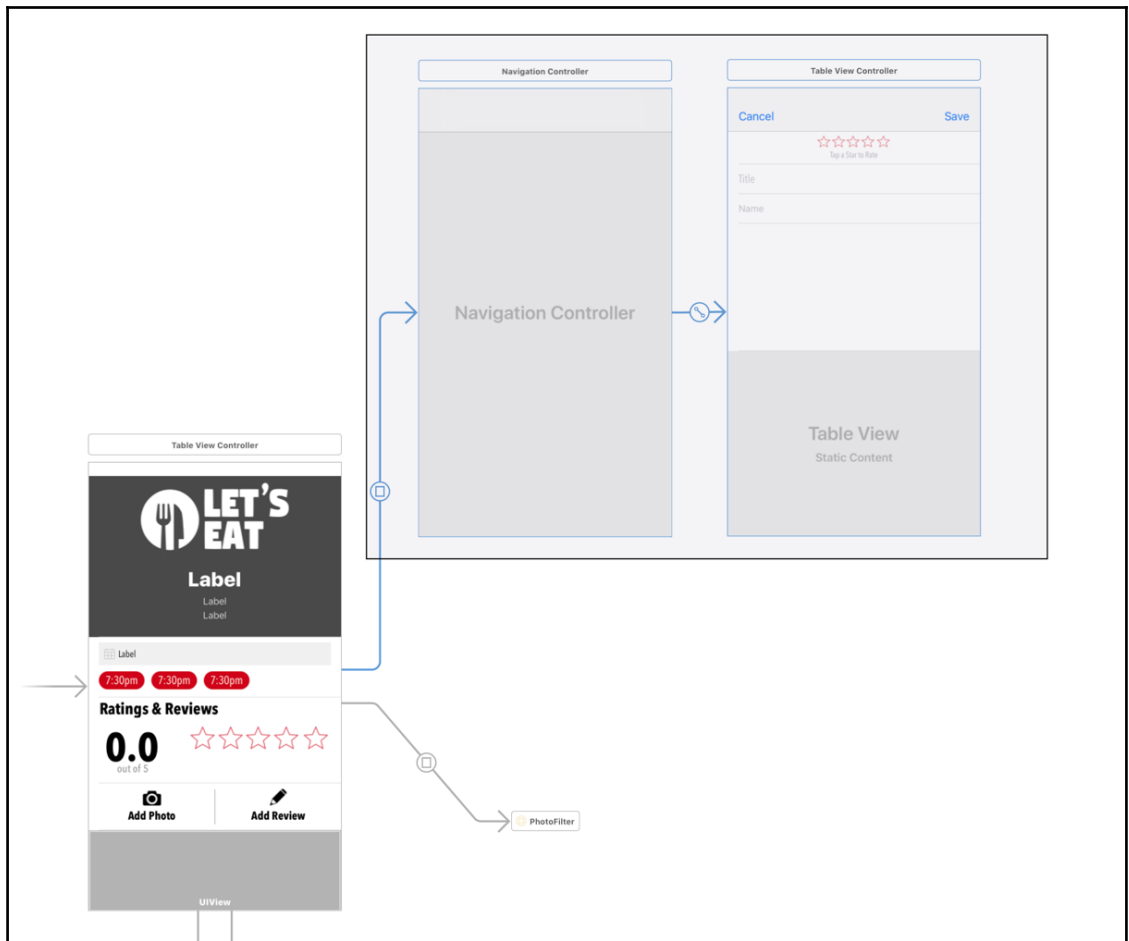 Navigation Controller
Table View Controller
Cancel
Save
Tap a Star to Rate
Title
Name
Navigation Controller
Table View
Static Content
Table View Controller
LET'S
EAT
Label
Label
Label
Label
7:30pm 7:30pm 7:30pm
Ratings & Reviews
0.0
out of 5
Add Photo
Add Review
PhotoFilter
UIView